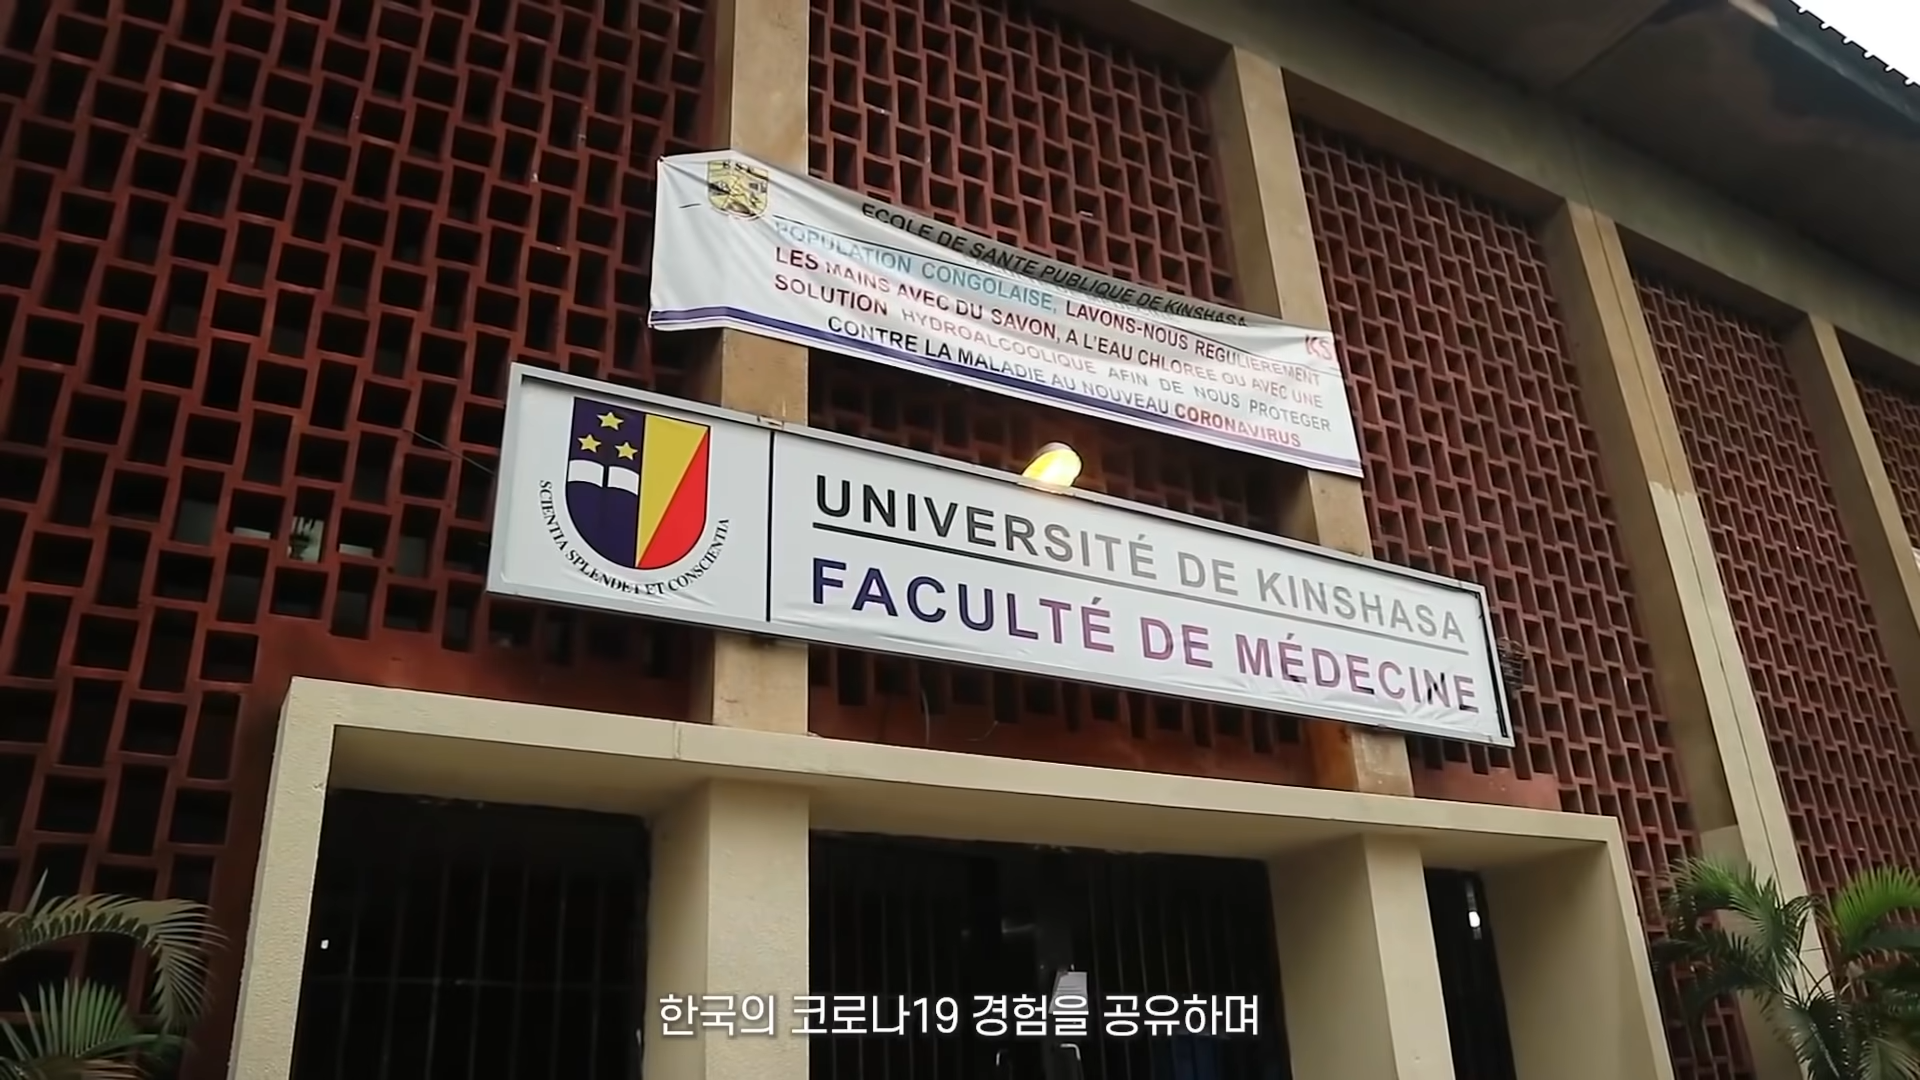 E S P
ECOLE DE SANTE PUBLIQUE DE KINSHASA
POPULATION CONGOLAISE, LAVONS-NOUS REGULIEREMENT
LES MAINS AVEC DU SAVON, A L'EAU CHLOREE OU AVEC UNE
SOLUTION HYDROALCOOLIQUE AFIN DE NOUS PROTEGER
CONTRE LA MALADIE AU NOUVEAU CORONAVIRUS
SCIENTIA SPLENDET ET CONSCIENTIA
UNIVERSITÉ DE KINSHASA
FACULTÉ DE MÉDECINE
한국의 코로나19 경험을 공유하며